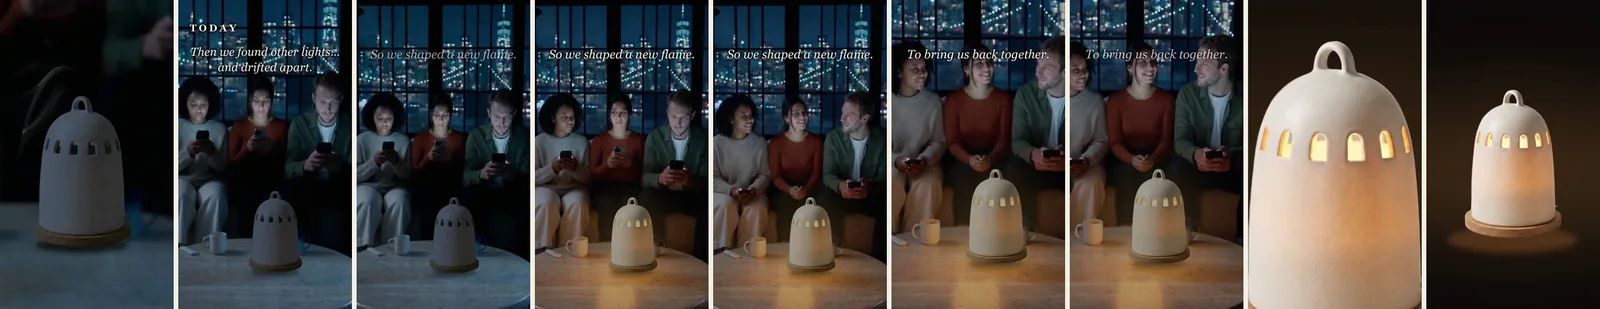 TODAY
Then we found other lights...
and drifted apart.
So we shaped a new flame.
So we shaped a new flame.
So we shaped a new flame.
To bring us back together.
To bring us back together.